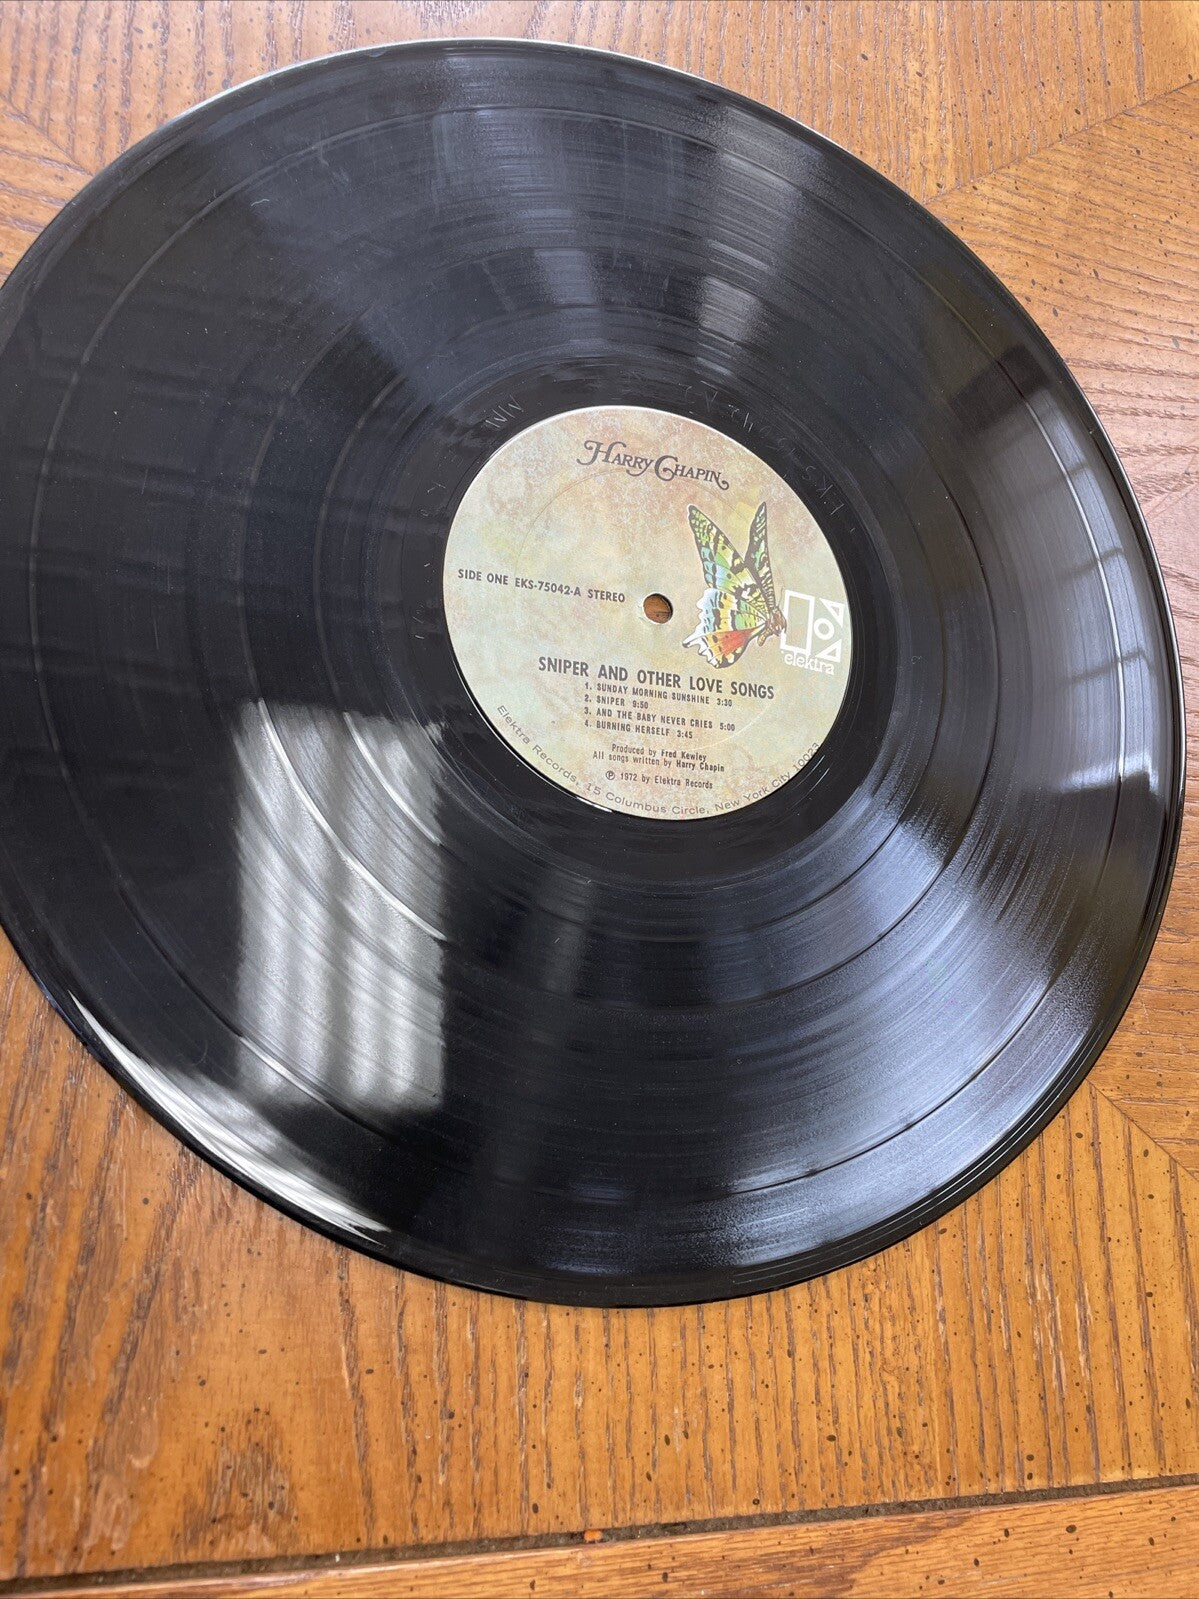 HARRY CHAPIN
SIDE ONE EKS-75042-A STEREO
elektra
SNIPER AND OTHER LOVE SONGS
1. SUNDAY MORNING SUNSHINE 3:30
2. SNIPER 9:50
3. AND THE BABY NEVER CRIES 5:00
4. BURNING HERSELF 3:45
Produced by Fred Kewley
All songs written by Harry Chapin
℗ 1972 by Elektra Records
Elektra Records, 15 Columbus Circle, New York City 10023